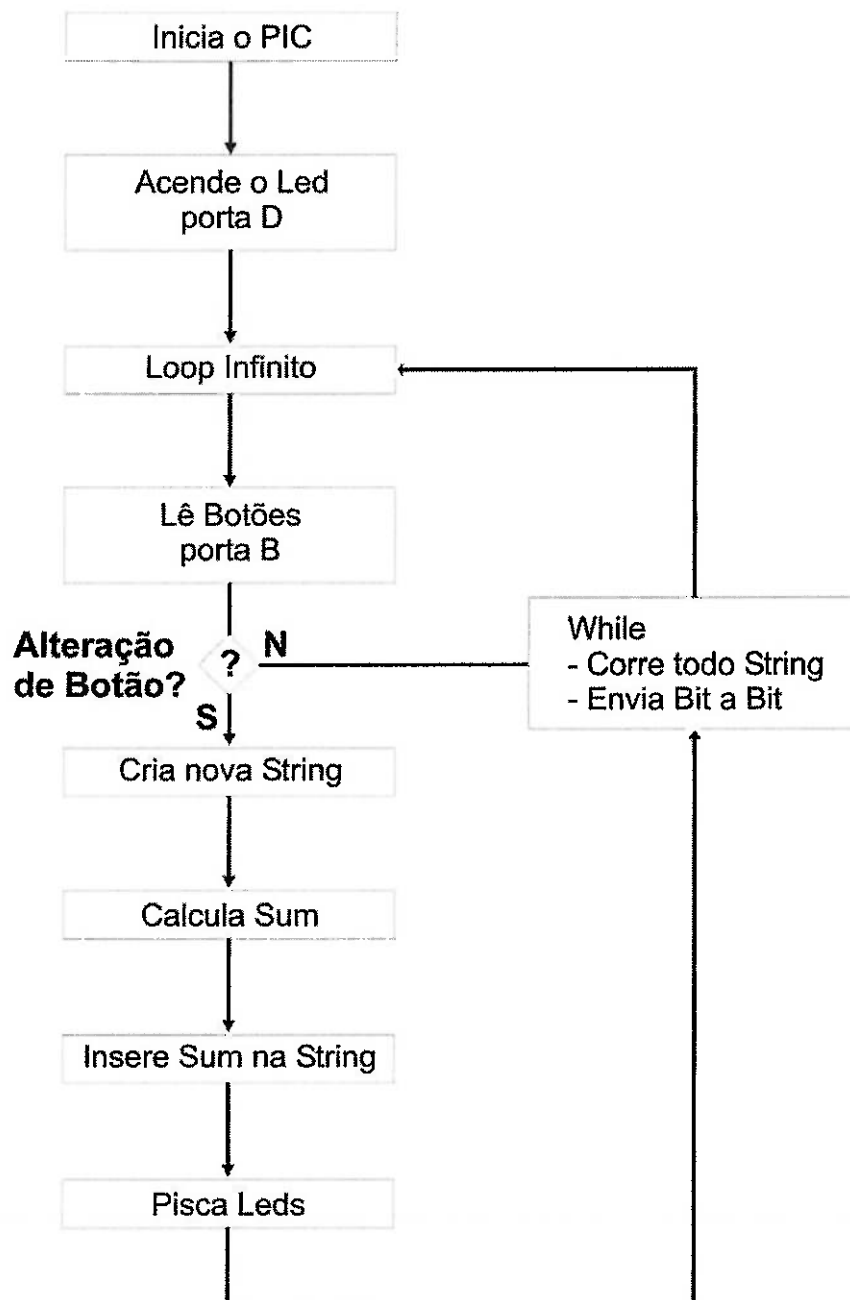 Inicia o PIC
Acende o Led
porta D
Loop Infinito
Lê Botões
porta B
Alteração
de Botão?
?
N
S
While
- Corre todo String
- Envia Bit a Bit
Cria nova String
Calcula Sum
Insere Sum na String
Pisca Leds